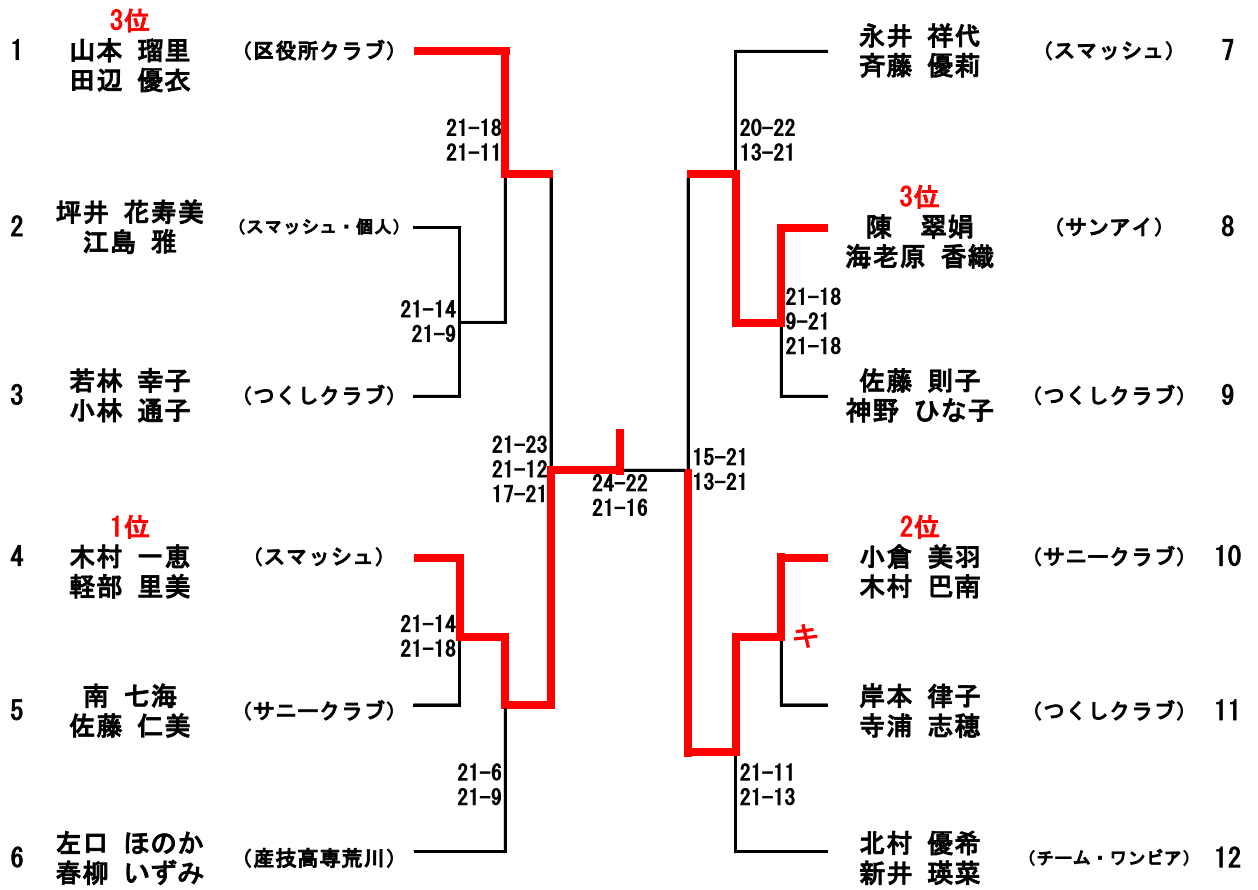 3位
1 山本 瑠里 (区役所クラブ)
田辺 優衣
21-18
21-11
2 坪井 花寿美 (スマッシュ・個人)
江島 雅
21-14
21-9
3 若林 幸子 (つくしクラブ)
小林 通子
21-23
21-12
17-21
1位
4 木村 一恵 (スマッシュ)
軽部 里美
21-14
21-18
5 南 七海 (サニークラブ)
佐藤 仁美
21-6
21-9
6 左口 ほのか (産技高専荒川)
春柳 いずみ
24-22
21-16
永井 祥代 (スマッシュ) 7
斉藤 優莉
20-22
13-21
3位
陳 翠娟 (サンアイ) 8
海老原 香織
21-18
9-21
21-18
佐藤 則子 (つくしクラブ) 9
神野 ひな子
15-21
13-21
2位
小倉 美羽 (サニークラブ) 10
木村 巴南
キ
岸本 律子 (つくしクラブ) 11
寺浦 志穂
21-11
21-13
北村 優希 (チーム・ワンピア) 12
新井 瑛菜